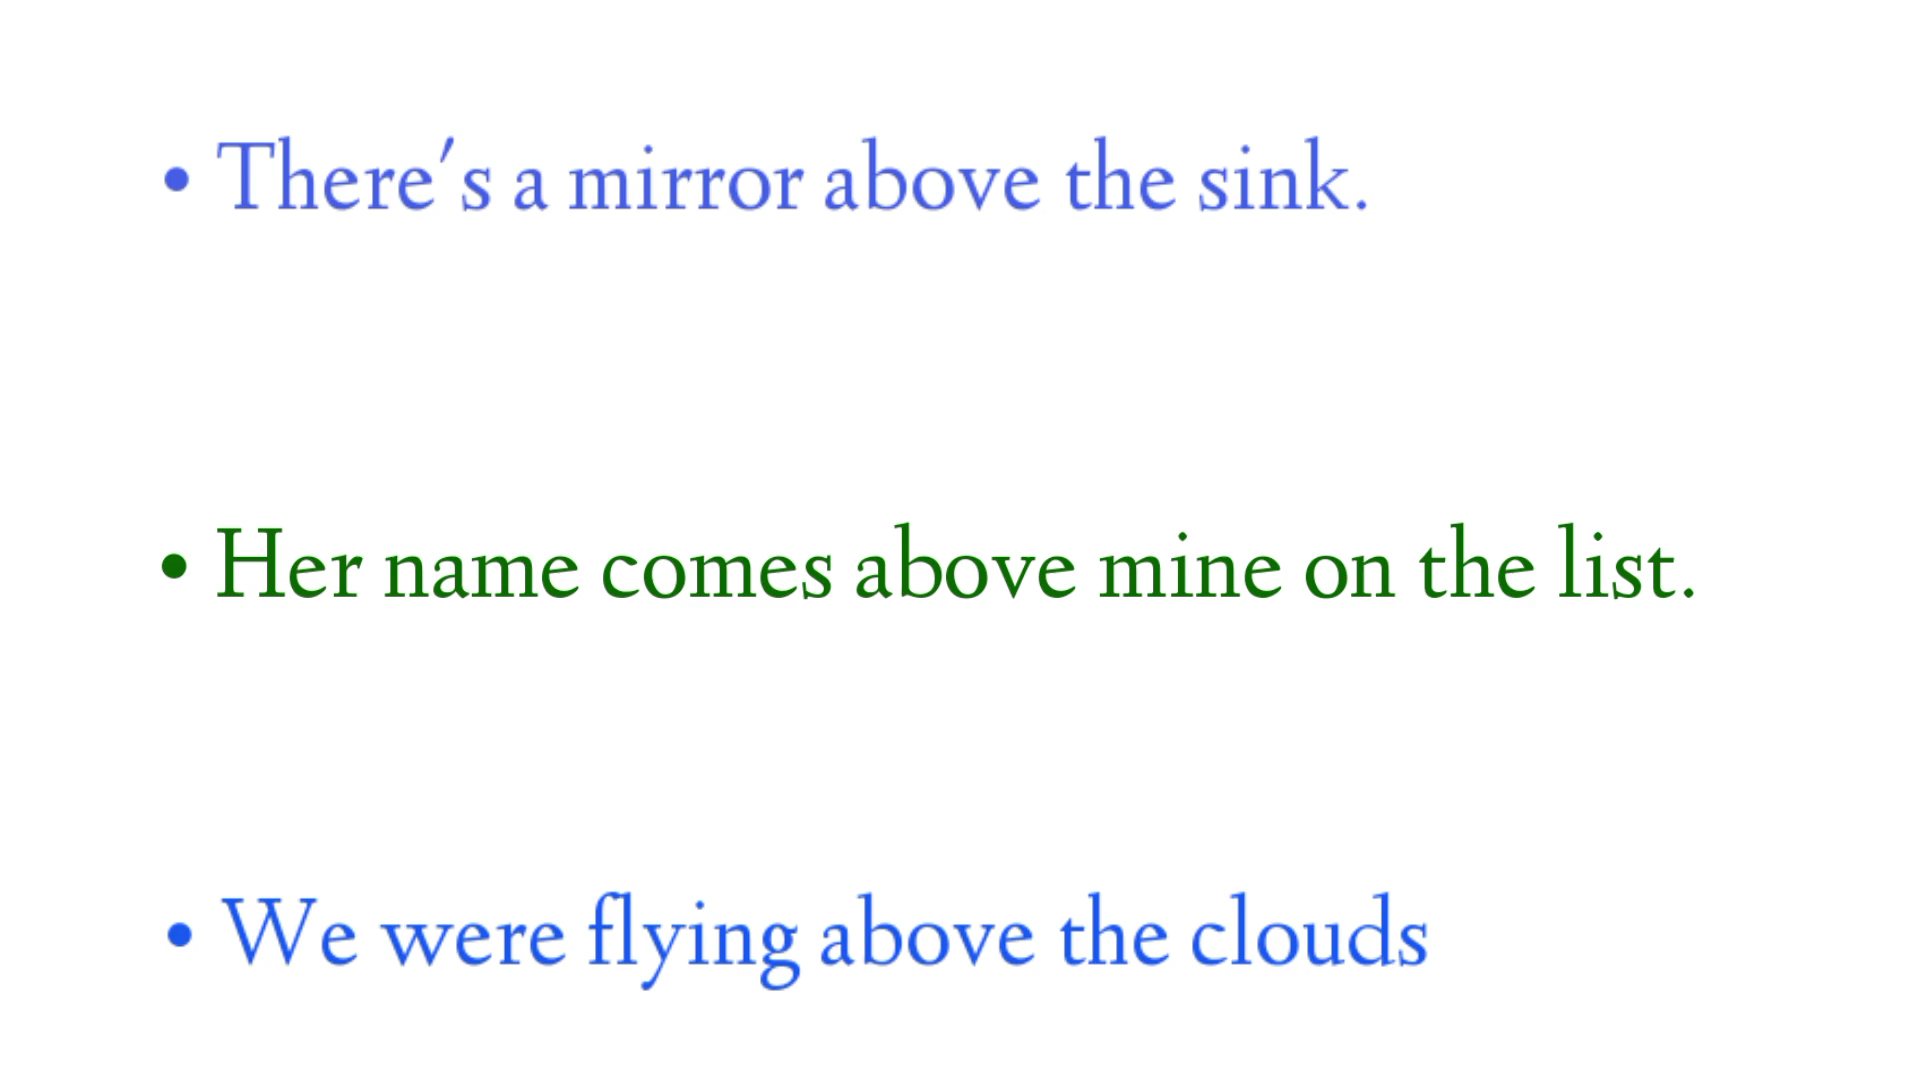 • There's a mirror above the sink.
• Her name comes above mine on the list.
• We were flying above the clouds